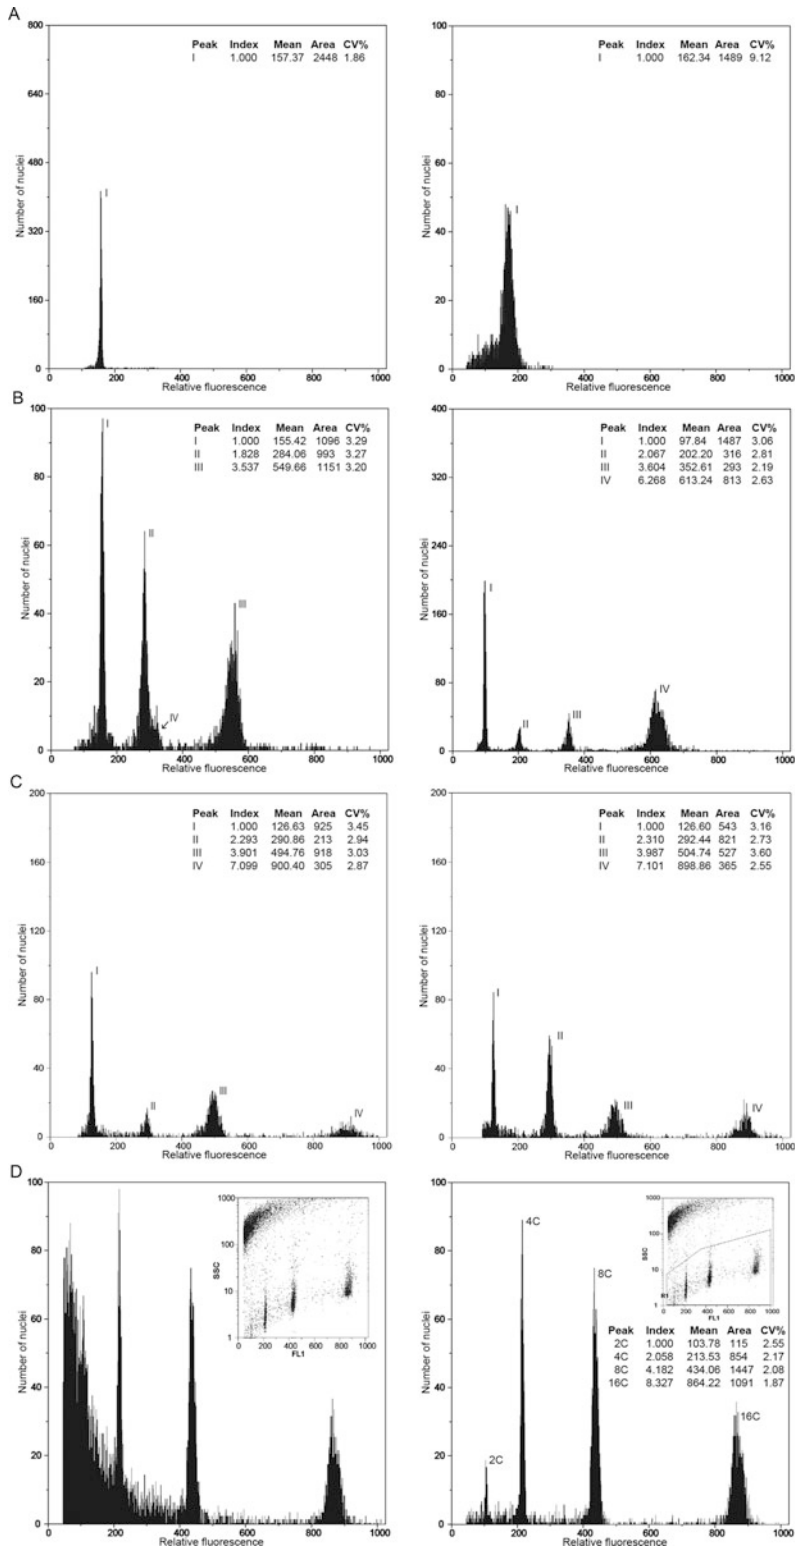 A
800
Peak Index Mean Area CV%
I 1.000 157.37 2448 1.86
640
480
320
160
0
I
Number of nuclei
0 200 400 600 800 1000
Relative fluorescence
100
Peak Index Mean Area CV%
I 1.000 162.34 1489 9.12
80
60
40
20
0
I
Number of nuclei
0 200 400 600 800 1000
Relative fluorescence
B
100
Peak Index Mean Area CV%
I 1.000 155.42 1096 3.29
II 1.828 284.06 993 3.27
III 3.537 549.66 1151 3.20
80
60
40
20
0
I
II
III
IV
Number of nuclei
0 200 400 600 800 1000
Relative fluorescence
400
Peak Index Mean Area CV%
I 1.000 97.84 1487 3.06
II 2.067 202.20 316 2.81
III 3.604 352.61 293 2.19
IV 6.268 613.24 813 2.63
320
240
160
80
0
I
II
III
IV
Number of nuclei
0 200 400 600 800 1000
Relative fluorescence
C
200
Peak Index Mean Area CV%
I 1.000 126.63 925 3.45
II 2.293 290.86 213 2.94
III 3.901 494.76 918 3.03
IV 7.099 900.40 305 2.87
160
120
80
40
0
I
II
III
IV
Number of nuclei
0 200 400 600 800 1000
Relative fluorescence
200
Peak Index Mean Area CV%
I 1.000 126.60 543 3.16
II 2.310 292.44 821 2.73
III 3.987 504.74 527 3.60
IV 7.101 898.86 365 2.55
160
120
80
40
0
I
II
III
IV
Number of nuclei
0 200 400 600 800 1000
Relative fluorescence
D
100
80
60
40
20
0
Number of nuclei
0 200 400 600 800 1000
Relative fluorescence
1000
100
10
1
SSC
0 200 400 600 800 1000
FL1
100
80
60
40
20
0
Number of nuclei
2C
4C
8C
16C
0 200 400 600 800 1000
Relative fluorescence
1000
100
10
1
SSC
R1
0 200 400 600 800 1000
FL1
Peak Index Mean Area CV%
2C 1.000 103.78 115 2.55
4C 2.058 213.53 854 2.17
8C 4.182 434.06 1447 2.08
16C 8.327 864.22 1091 1.87